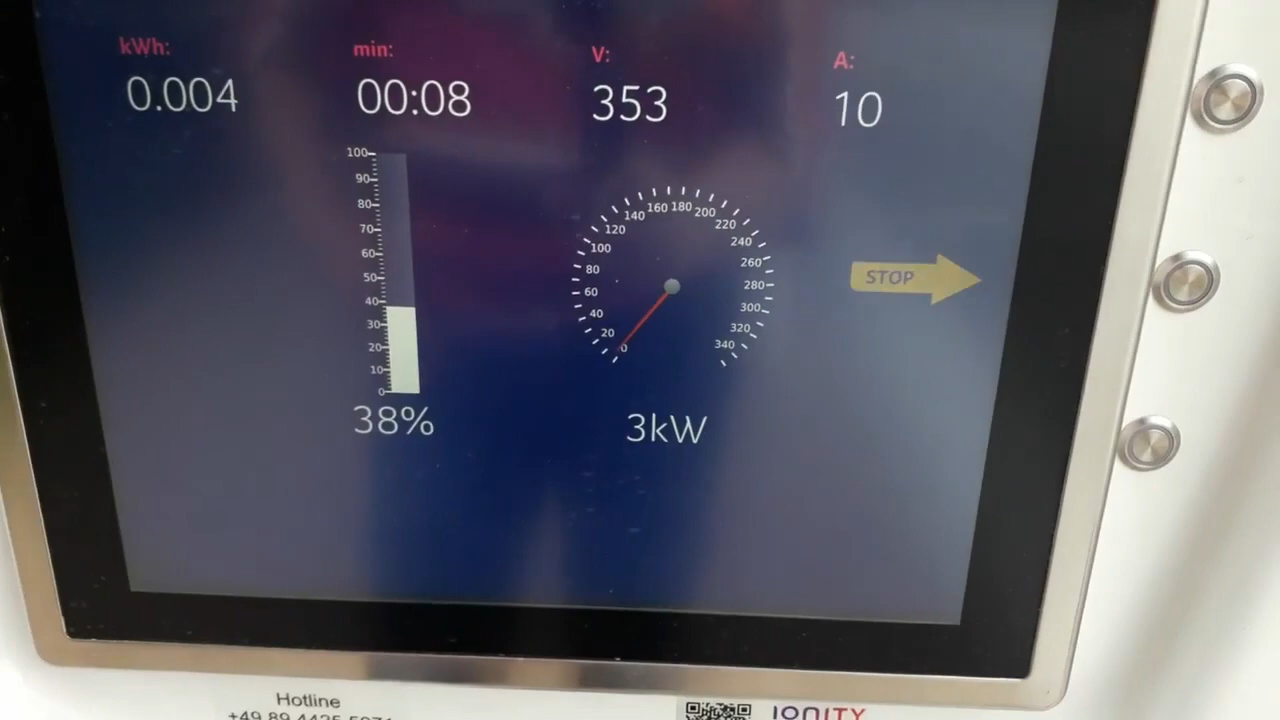 kWh: min: V: A:
0.004 00:08 353 10
100
90
80
70
60
50
40
30
20
10
0
38%
0 20 40 60 80 100 120 140 160 180 200 220 240 260 280 300 320 340
3kW
STOP
Hotline
+49 89 4425
IONITY